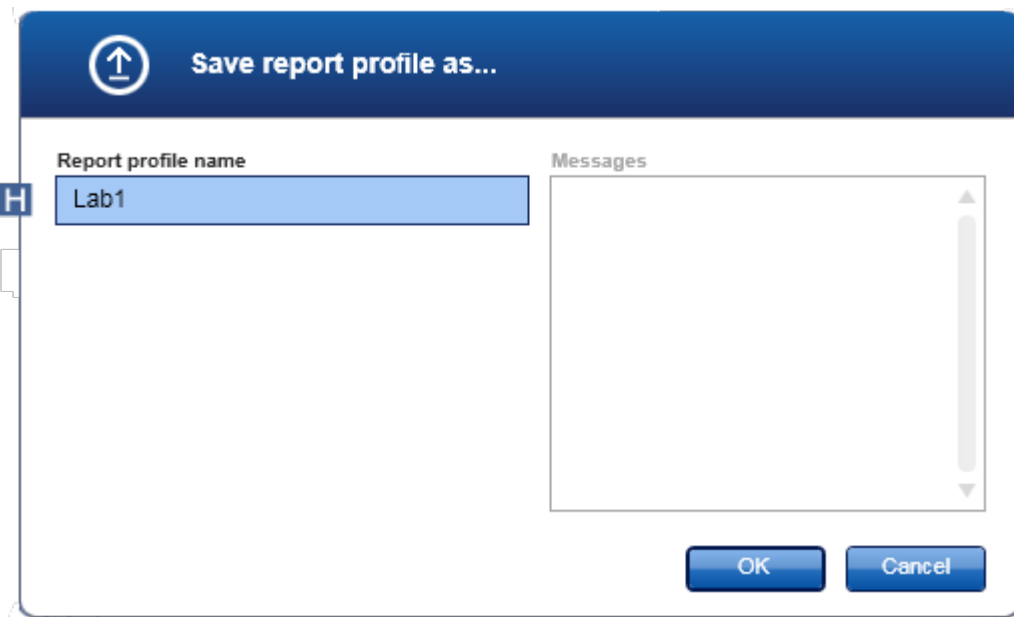 Save report profile as...
Report profile name
Messages
H
Lab1
OK
Cancel